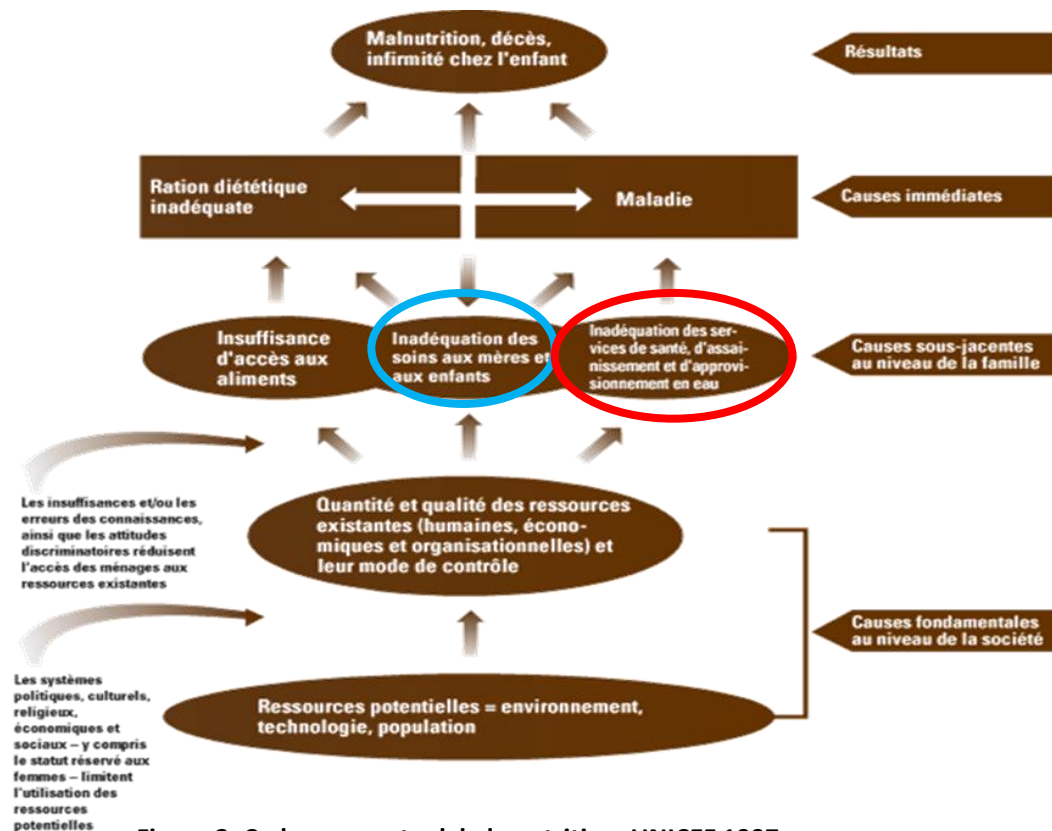 Malnutrition, décès,
infirmité chez l'enfant
Résultats
Ration diététique
inadéquate
Maladie
Causes immédiates
Insuffisance
d'accès aux
aliments
Inadéquation des
soins aux mères et
aux enfants
Inadéquation des ser-
vices de santé, d'assai-
nissement et d'approvi-
sionnement en eau
Causes sous-jacentes
au niveau de la famille
Les insuffisances et/ou les
erreurs des connaissances,
ainsi que les attitudes
discriminatoires réduisent
l'accès des ménages aux
ressources existantes
Quantité et qualité des ressources
existantes (humaines, écono-
miques et organisationnelles) et
leur mode de contrôle
Causes fondamentales
au niveau de la société
Les systèmes
politiques, culturels,
religieux,
économiques et
sociaux – y compris
le statut réservé aux
femmes – limitent
l'utilisation des
ressources
potentielles
Ressources potentielles = environnement,
technologie, population